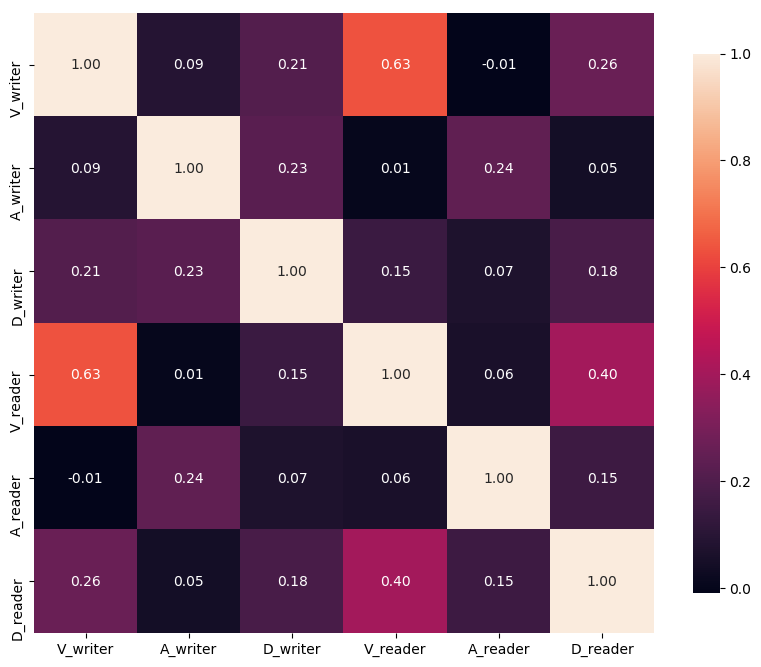 V_writer 1.00 0.09 0.21 0.63 -0.01 0.26
A_writer 0.09 1.00 0.23 0.01 0.24 0.05
D_writer 0.21 0.23 1.00 0.15 0.07 0.18
V_reader 0.63 0.01 0.15 1.00 0.06 0.40
A_reader -0.01 0.24 0.07 0.06 1.00 0.15
D_reader 0.26 0.05 0.18 0.40 0.15 1.00
V_writer A_writer D_writer V_reader A_reader D_reader
1.0
0.8
0.6
0.4
0.2
0.0